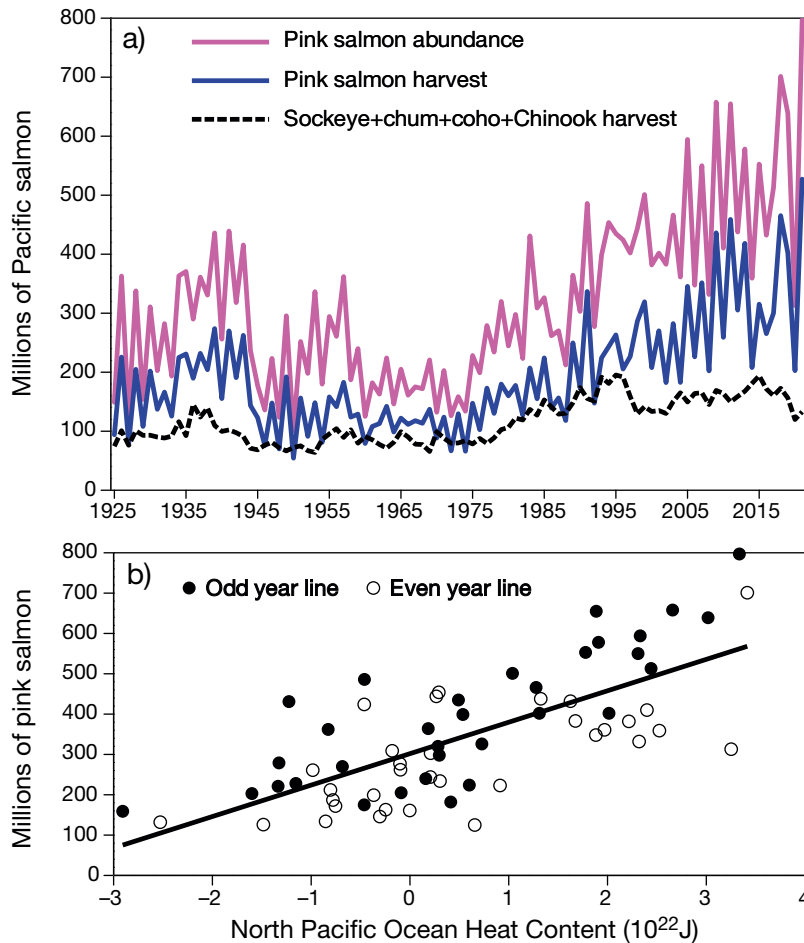 a)
Pink salmon abundance
Pink salmon harvest
Sockeye+chum+coho+Chinook harvest
Millions of Pacific salmon
800
700
600
500
400
300
200
100
0
1925 1935 1945 1955 1965 1975 1985 1995 2005 2015
b)
Odd year line Even year line
Millions of pink salmon
800
700
600
500
400
300
200
100
0
−3 −2 −1 0 1 2 3 4
North Pacific Ocean Heat Content (10²²J)